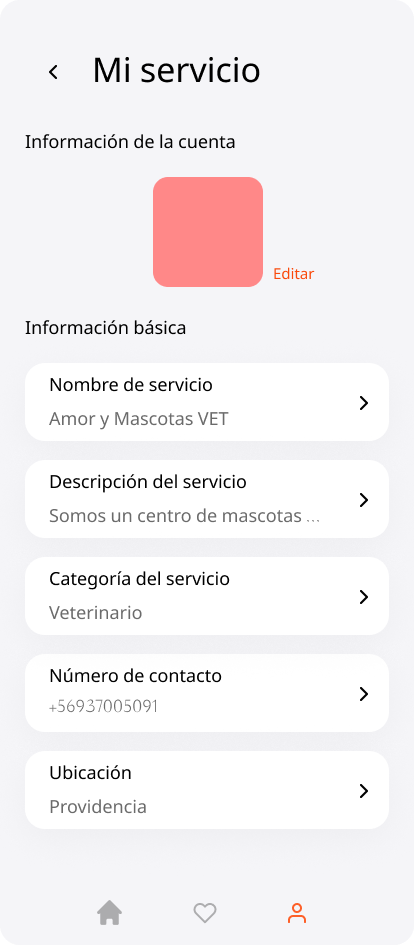 Mi servicio
Información de la cuenta
Editar
Información básica
Nombre de servicio
Amor y Mascotas VET
Descripción del servicio
Somos un centro de mascotas ...
Categoría del servicio
Veterinario
Número de contacto
+56937005091
Ubicación
Providencia